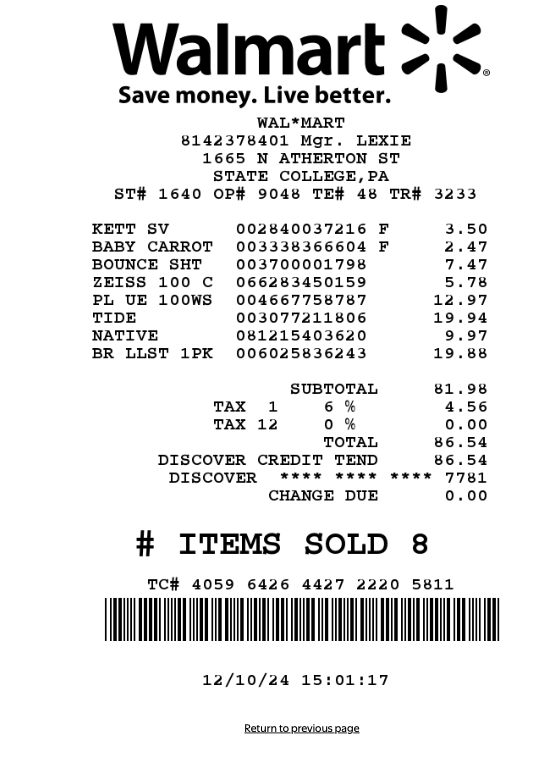 Walmart
Save money. Live better.
WAL*MART
8142378401 Mgr. LEXIE
1665 N ATHERTON ST
STATE COLLEGE,PA
ST# 1640 OP# 9048 TE# 48 TR# 3233
KETT SV 002840037216 F 3.50
BABY CARROT 003338366604 F 2.47
BOUNCE SHT 003700001798 7.47
ZEISS 100 C 066283450159 5.78
PL UE 100WS 004667758787 12.97
TIDE 003077211806 19.94
NATIVE 081215403620 9.97
BR LLST 1PK 006025836243 19.88
SUBTOTAL 81.98
TAX 1 6 % 4.56
TAX 12 0 % 0.00
TOTAL 86.54
DISCOVER CREDIT TEND 86.54
DISCOVER **** **** **** 7781
CHANGE DUE 0.00
# ITEMS SOLD 8
TC# 4059 6426 4427 2220 5811
12/10/24 15:01:17
Return to previous page